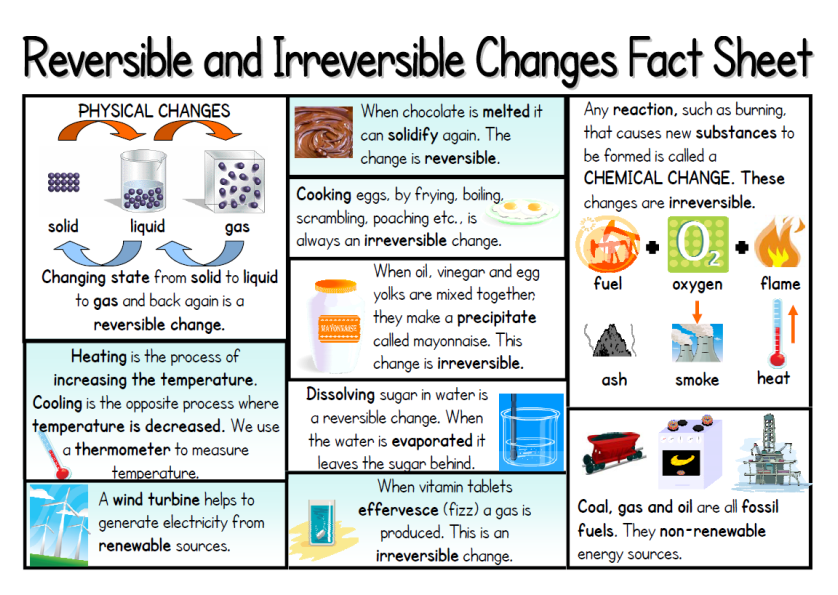 Reversible and Irreversible Changes Fact Sheet
PHYSICAL CHANGES
solid
liquid
gas
Changing state from solid to liquid
to gas and back again is a
reversible change.
Heating is the process of
increasing the temperature.
Cooling is the opposite process where
temperature is decreased. We use
a thermometer to measure
temperature.
A wind turbine helps to
generate electricity from
renewable sources.
When chocolate is melted it
can solidify again. The
change is reversible.
Cooking eggs, by frying, boiling,
scrambling, poaching etc., is
always an irreversible change.
When oil, vinegar and egg
yolks are mixed together,
they make a precipitate
called mayonnaise. This
change is irreversible.
MAYONNAISE
Dissolving sugar in water is
a reversible change. When
the water is evaporated it
leaves the sugar behind.
When vitamin tablets
effervesce (fizz) a gas is
produced. This is an
irreversible change.
Any reaction, such as burning,
that causes new substances to
be formed is called a
CHEMICAL CHANGE. These
changes are irreversible.
O2
fuel
oxygen
flame
ash
smoke
heat
Coal, gas and oil are all fossil
fuels. They non-renewable
energy sources.